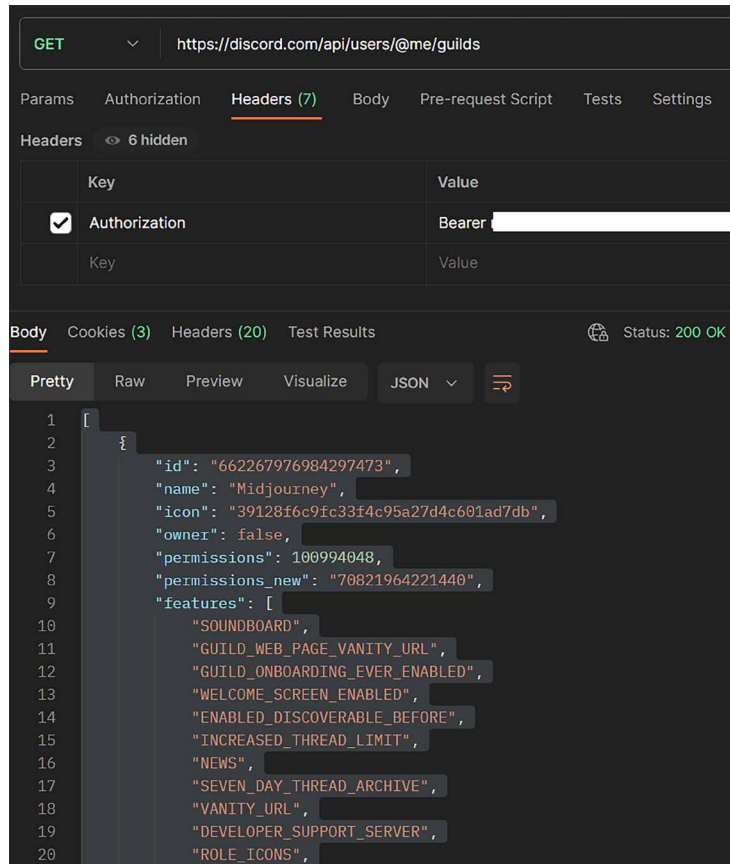 GET https://discord.com/api/users/@me/guilds
Params Authorization Headers (7) Body Pre-request Script Tests Settings
Headers 6 hidden
Key Value
Authorization Bearer
Key Value
Body Cookies (3) Headers (20) Test Results Status: 200 OK
Pretty Raw Preview Visualize JSON
1 [
2 {
3 "id": "662267976984297473",
4 "name": "Midjourney",
5 "icon": "39128f6c9fc33f4c95a27d4c601ad7db",
6 "owner": false,
7 "permissions": 100994048,
8 "permissions_new": "70821964221440",
9 "features": [
10 "SOUNDBOARD",
11 "GUILD_WEB_PAGE_VANITY_URL",
12 "GUILD_ONBOARDING_EVER_ENABLED",
13 "WELCOME_SCREEN_ENABLED",
14 "ENABLED_DISCOVERABLE_BEFORE",
15 "INCREASED_THREAD_LIMIT",
16 "NEWS",
17 "SEVEN_DAY_THREAD_ARCHIVE",
18 "VANITY_URL",
19 "DEVELOPER_SUPPORT_SERVER",
20 "ROLE_ICONS",